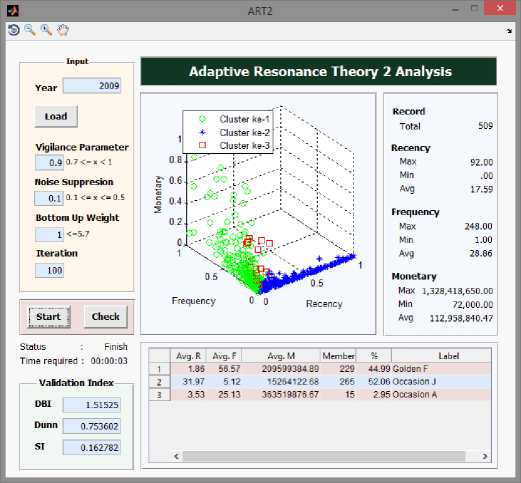 ART2
Input
Year 2009
Load
Vigilance Parameter
0.9 0.7 <= x < 1
Noise Suppresion
0.1 0.1 <= x <= 0.5
Bottom Up Weight
1 <=5.7
Iteration
100
Start Check
Status : Finish
Time required : 00:00:03
Validation Index
DBI 1.51525
Dunn 0.753602
SI 0.162782
Adaptive Resonance Theory 2 Analysis
Cluster ke-1
Cluster ke-2
Cluster ke-3
Monetary
1
0.8
0.6
0.4
0.2
0
1
0.5
0
Frequency
0
0.5
1
Recency
Record
Total 509
Recency
Max 92.00
Min .00
Avg 17.59
Frequency
Max 248.00
Min 1.00
Avg 28.86
Monetary
Max 1,328,418,650.00
Min 72,000.00
Avg 112,958,840.47
Avg. R Avg. F Avg. M Member % Label
1 1.86 56.57 209599384.89 229 44.99 Golden F
2 31.97 5.12 15264122.68 265 52.06 Occasion J
3 3.53 25.13 363519876.67 15 2.95 Occasion A